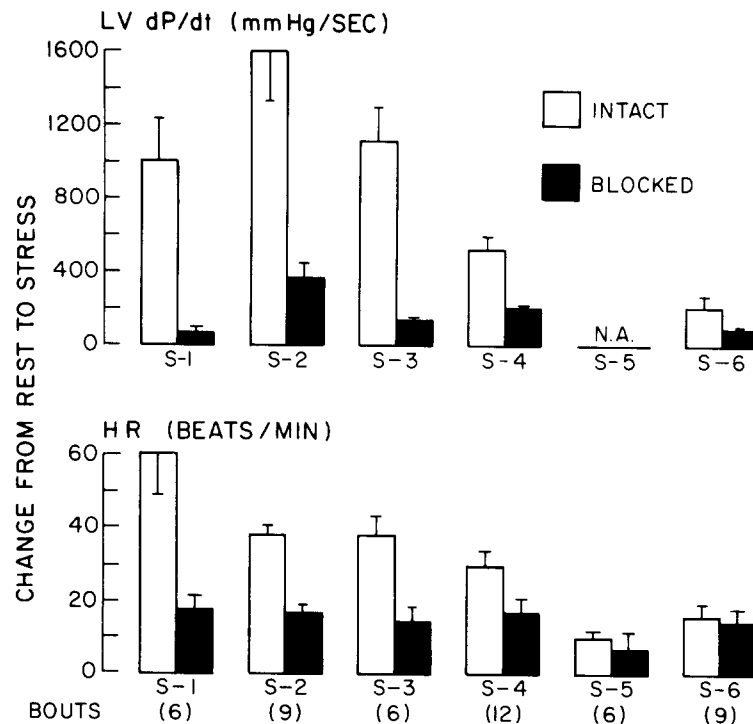 LV dP/dt (mmHg/SEC)
1600
1200
800
400
0
INTACT
BLOCKED
N.A.
S-1 S-2 S-3 S-4 S-5 S-6
CHANGE FROM REST TO STRESS
HR (BEATS/MIN)
60
40
20
0
S-1 S-2 S-3 S-4 S-5 S-6
BOUTS (6) (9) (6) (12) (6) (9)